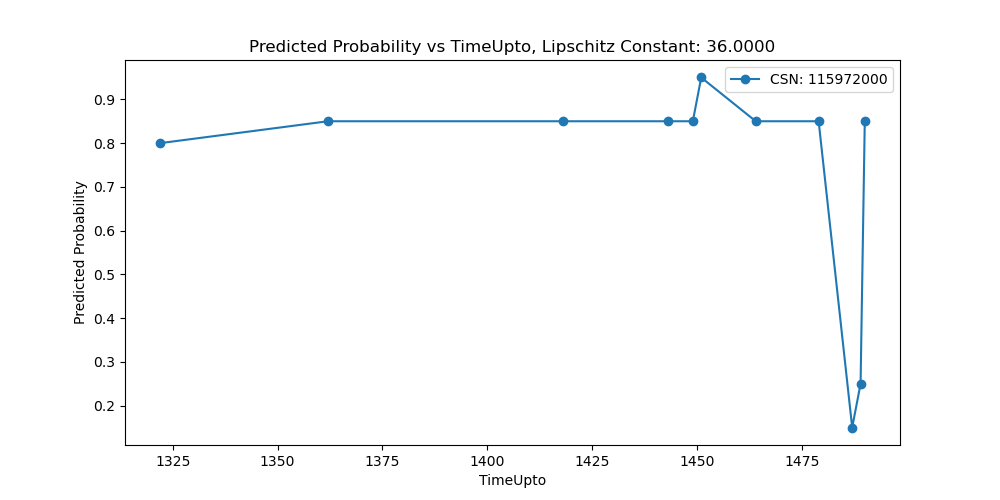 Predicted Probability vs TimeUpto, Lipschitz Constant: 36.0000
CSN: 115972000
Predicted Probability
0.9
0.8
0.7
0.6
0.5
0.4
0.3
0.2
1325 1350 1375 1400 1425 1450 1475
TimeUpto